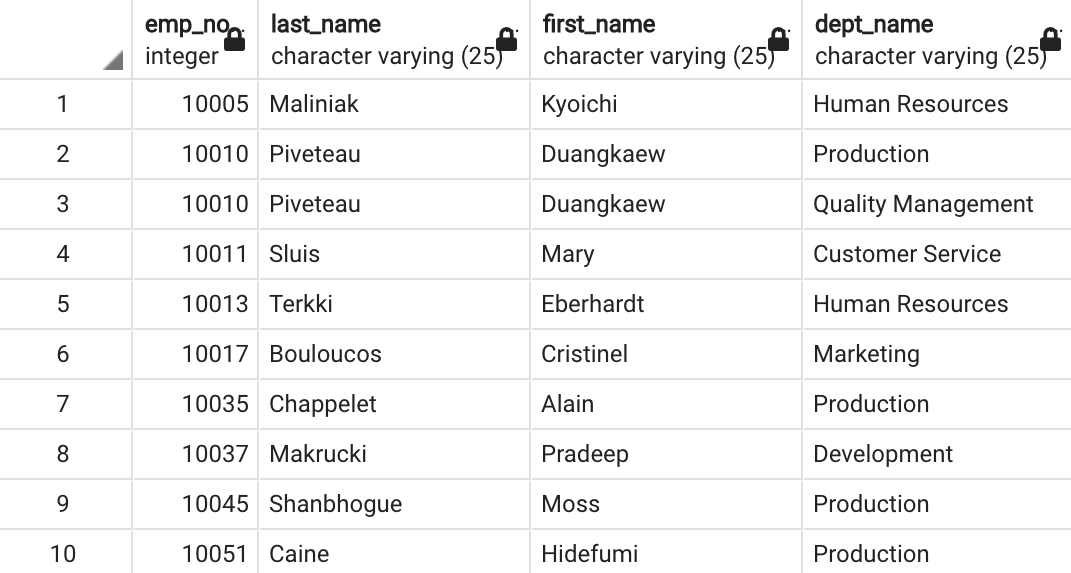 emp_no last_name first_name dept_name
integer character varying (25) character varying (25) character varying (25)
1 10005 Maliniak Kyoichi Human Resources
2 10010 Piveteau Duangkaew Production
3 10010 Piveteau Duangkaew Quality Management
4 10011 Sluis Mary Customer Service
5 10013 Terkki Eberhardt Human Resources
6 10017 Bouloucos Cristinel Marketing
7 10035 Chappelet Alain Production
8 10037 Makrucki Pradeep Development
9 10045 Shanbhogue Moss Production
10 10051 Caine Hidefumi Production